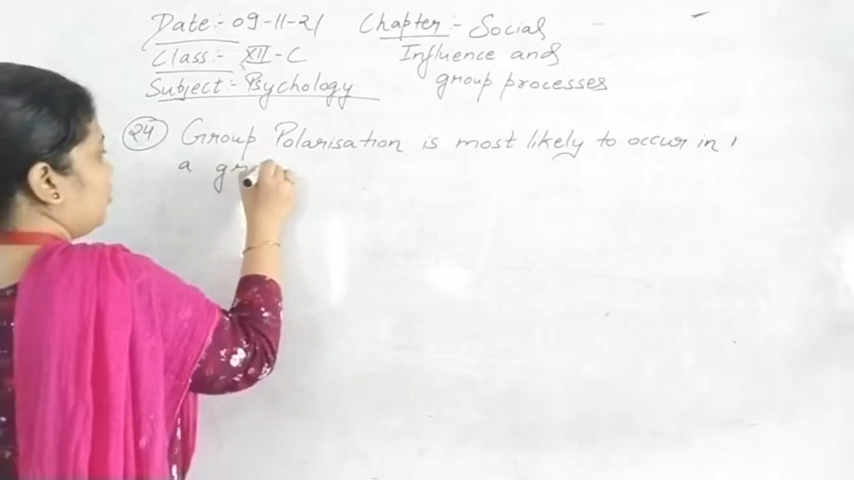 Date:- 09-11-21 Chapter:- Social
Class:- XII-C Influence and
Subject:- Psychology group processes
24 Group Polarisation is most likely to occur in
a gr